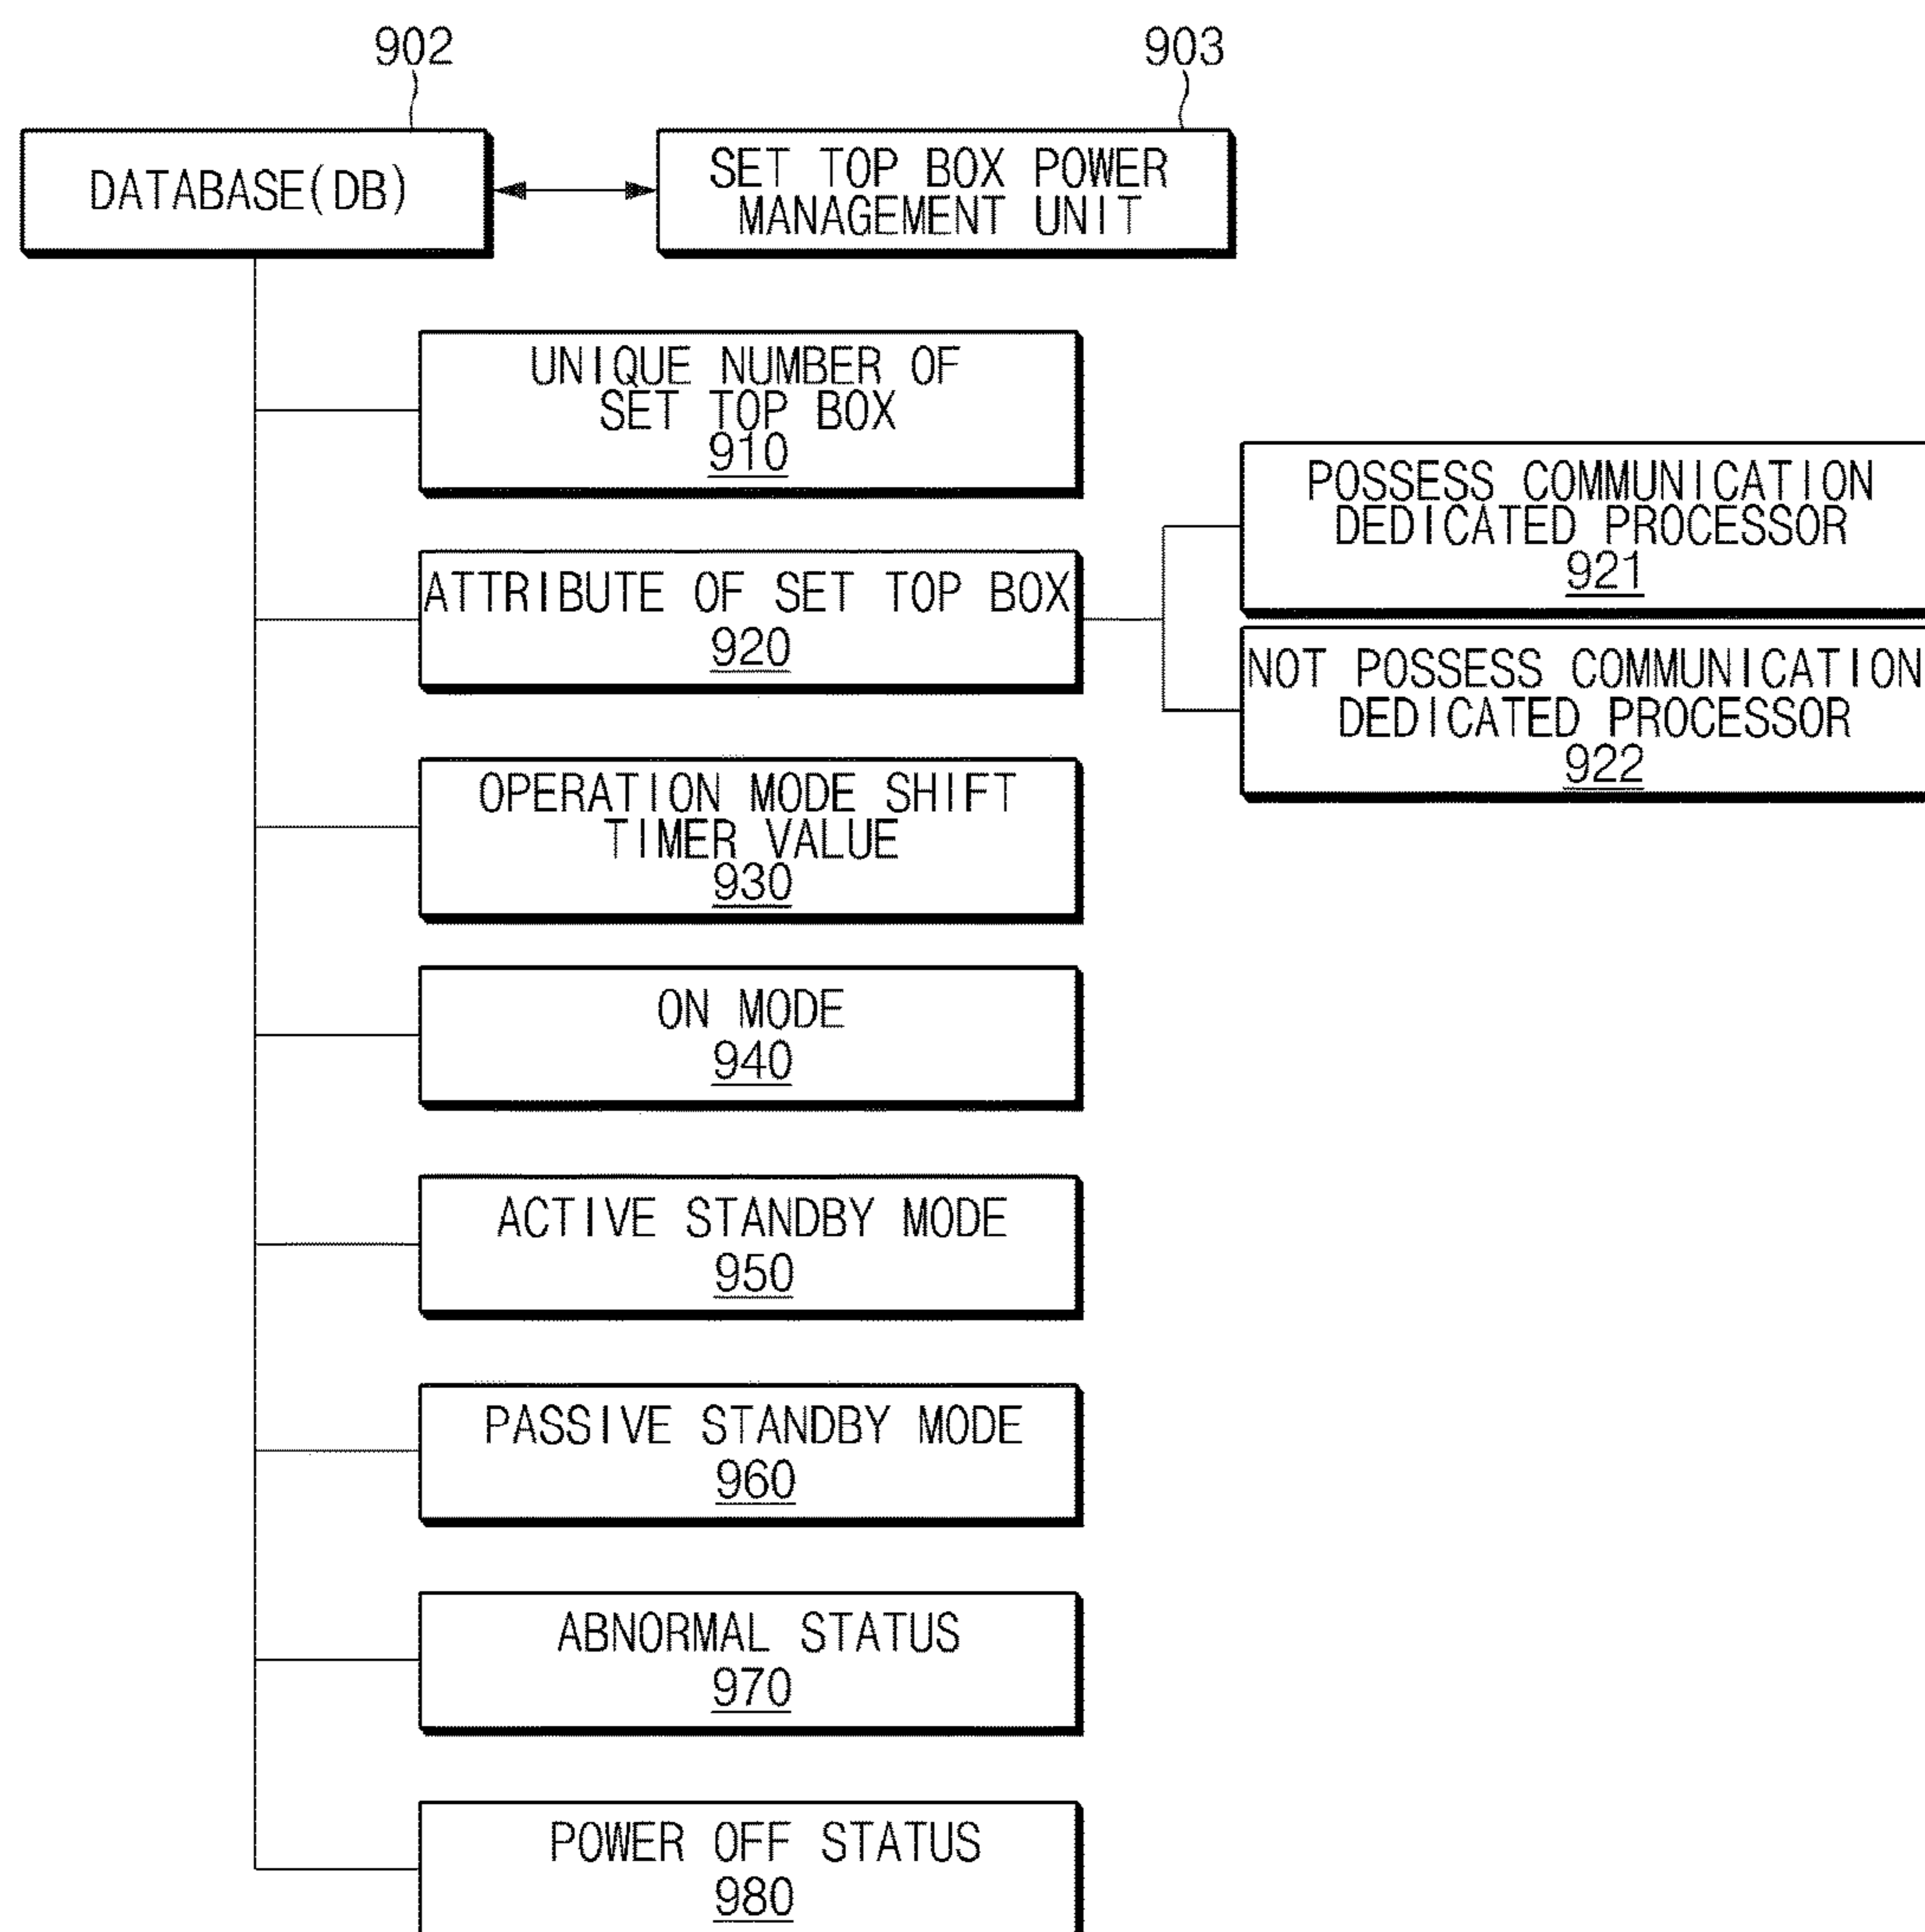 902
903
DATABASE(DB)
SET TOP BOX POWER
MANAGEMENT UNIT
UNIQUE NUMBER OF
SET TOP BOX
910
ATTRIBUTE OF SET TOP BOX
920
POSSESS COMMUNICATION
DEDICATED PROCESSOR
921
NOT POSSESS COMMUNICATION
DEDICATED PROCESSOR
922
OPERATION MODE SHIFT
TIMER VALUE
930
ON MODE
940
ACTIVE STANDBY MODE
950
PASSIVE STANDBY MODE
960
ABNORMAL STATUS
970
POWER OFF STATUS
980